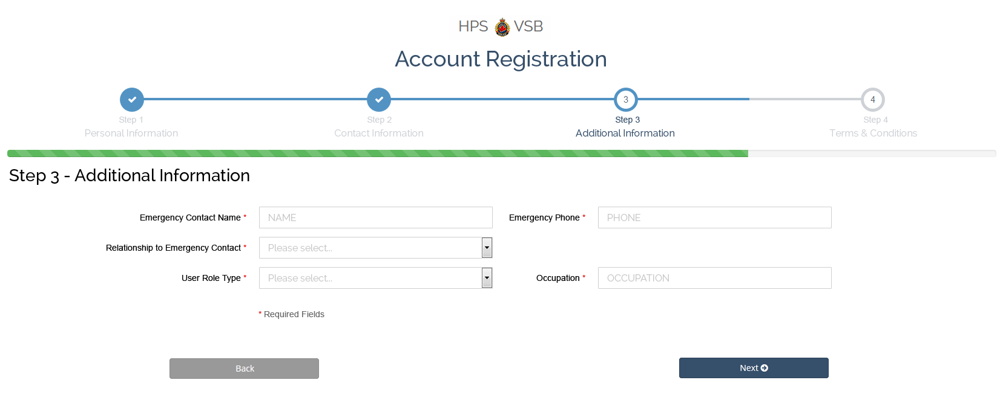 HPS VSB
Account Registration
3
4
Step 1
Step 2
Step 3
Step 4
Personal Information
Contact Information
Additional Information
Terms & Conditions
Step 3 - Additional Information
Emergency Contact Name * NAME
Emergency Phone * PHONE
Relationship to Emergency Contact * Please select...
User Role Type * Please select...
Occupation * OCCUPATION
* Required Fields
Back
Next